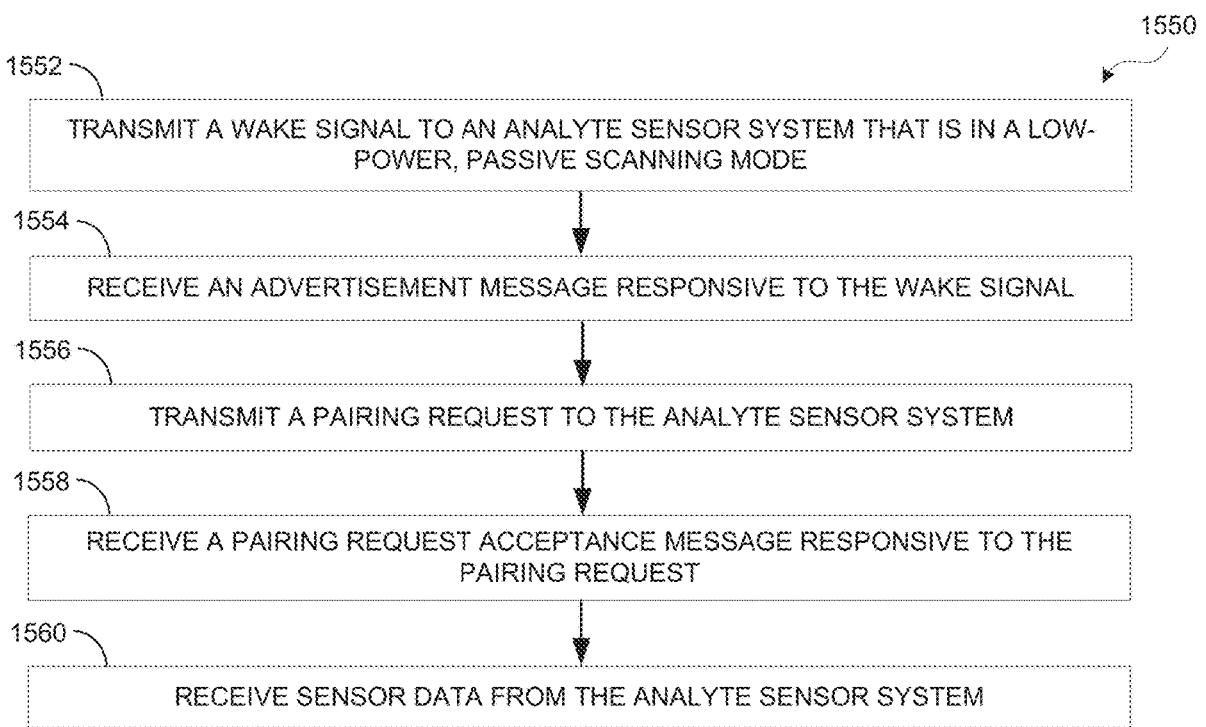 1550
1552
TRANSMIT A WAKE SIGNAL TO AN ANALYTE SENSOR SYSTEM THAT IS IN A LOW-
POWER, PASSIVE SCANNING MODE
1554
RECEIVE AN ADVERTISEMENT MESSAGE RESPONSIVE TO THE WAKE SIGNAL
1556
TRANSMIT A PAIRING REQUEST TO THE ANALYTE SENSOR SYSTEM
1558
RECEIVE A PAIRING REQUEST ACCEPTANCE MESSAGE RESPONSIVE TO THE
PAIRING REQUEST
1560
RECEIVE SENSOR DATA FROM THE ANALYTE SENSOR SYSTEM